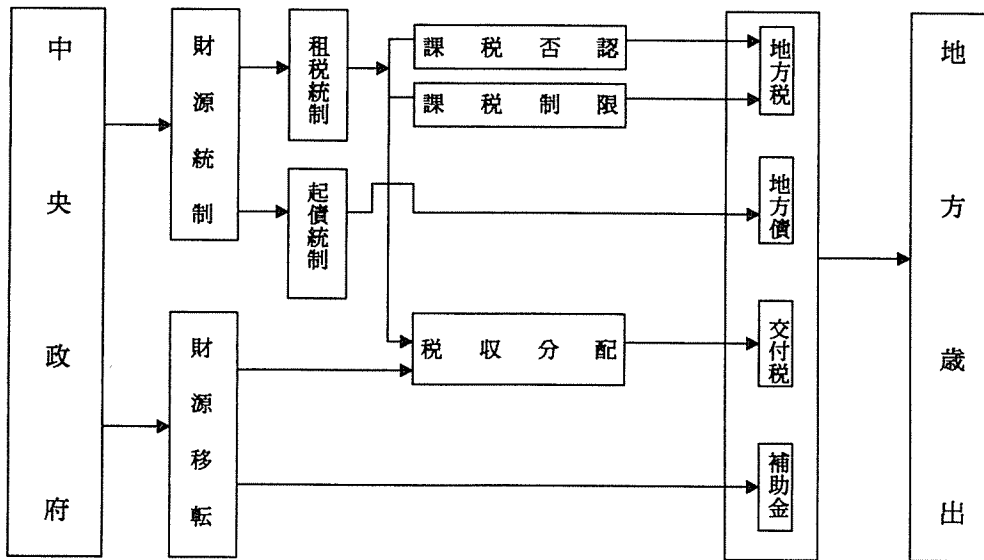 中央政府
財源統制
財源移転
租税統制
起債統制
課税否認
課税制限
税収分配
地方税
地方債
交付税
補助金
地方歳出